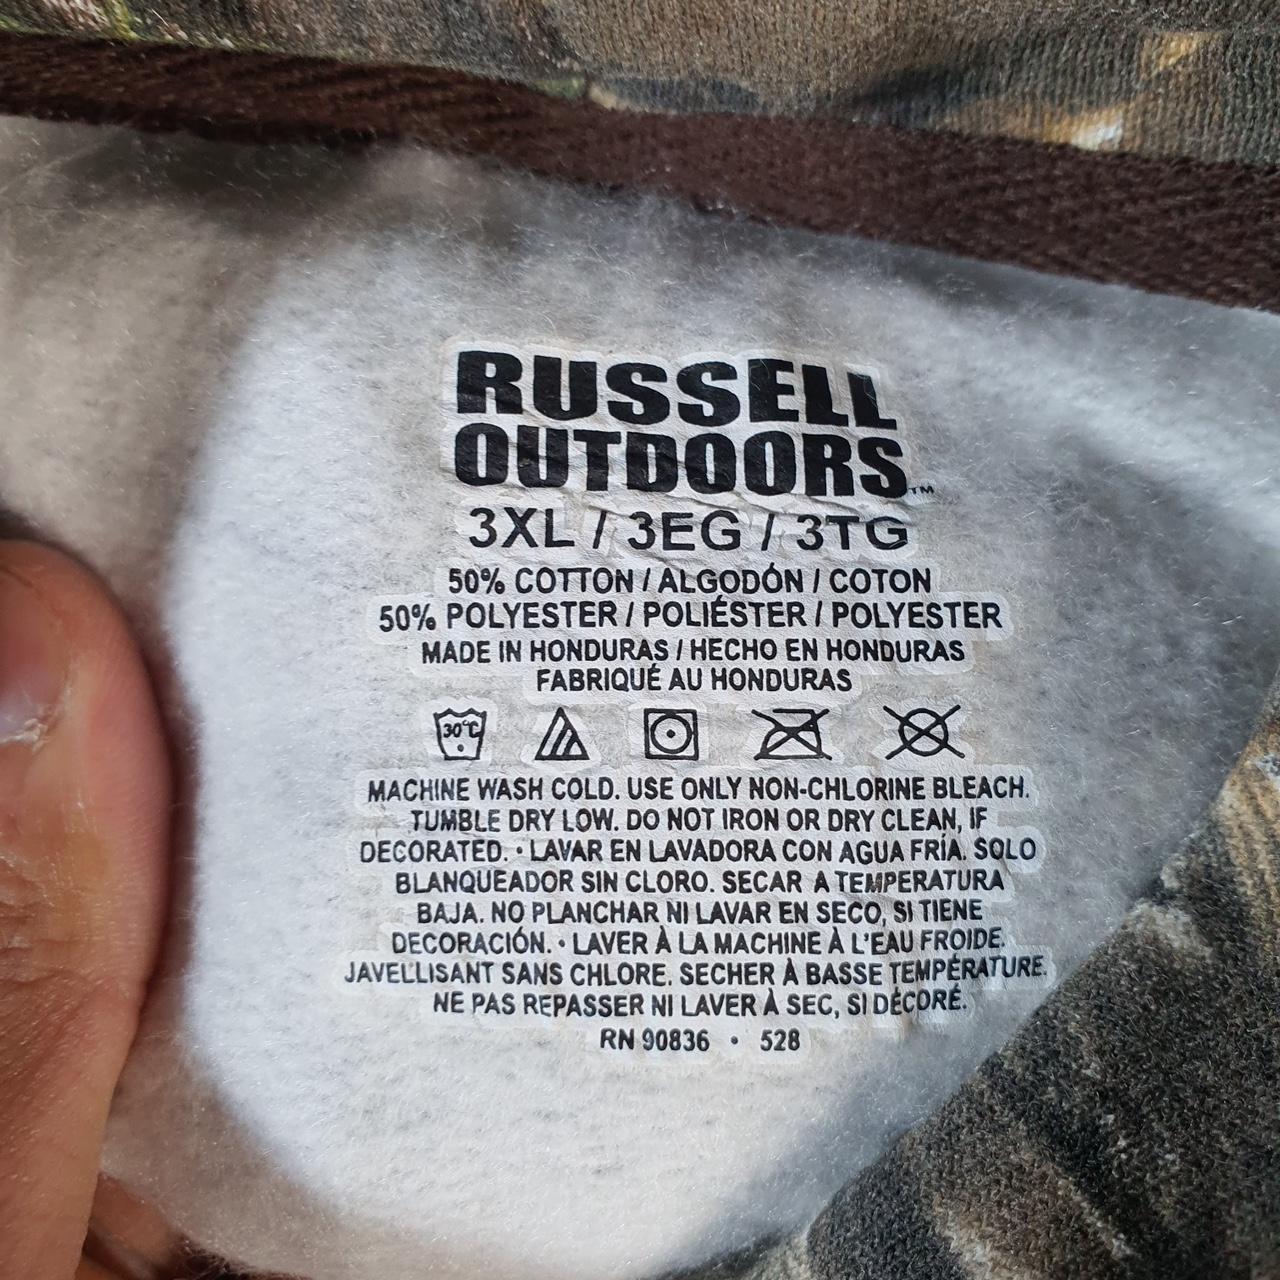 RUSSELL
OUTDOORS™
3XL / 3EG / 3TG
50% COTTON / ALGODÓN / COTON
50% POLYESTER / POLIÉSTER / POLYESTER
MADE IN HONDURAS / HECHO EN HONDURAS
FABRIQUÉ AU HONDURAS
30°C
MACHINE WASH COLD. USE ONLY NON-CHLORINE BLEACH.
TUMBLE DRY LOW. DO NOT IRON OR DRY CLEAN, IF
DECORATED. • LAVAR EN LAVADORA CON AGUA FRÍA. SOLO
BLANQUEADOR SIN CLORO. SECAR A TEMPERATURA
BAJA. NO PLANCHAR NI LAVAR EN SECO, SI TIENE
DECORACIÓN. • LAVER À LA MACHINE À L'EAU FROIDE.
JAVELLISANT SANS CHLORE. SECHER À BASSE TEMPÉRATURE.
NE PAS REPASSER NI LAVER À SEC, SI DÉCORÉ.
RN 90836 • 528